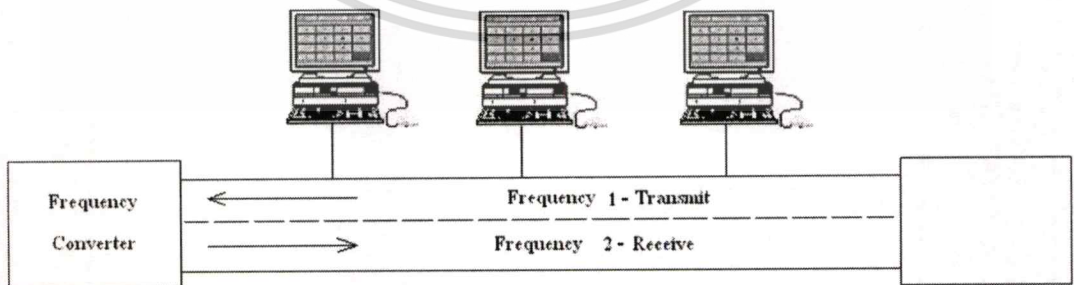 Frequency
Converter
Frequency 1 - Transmit
Frequency 2 - Receive